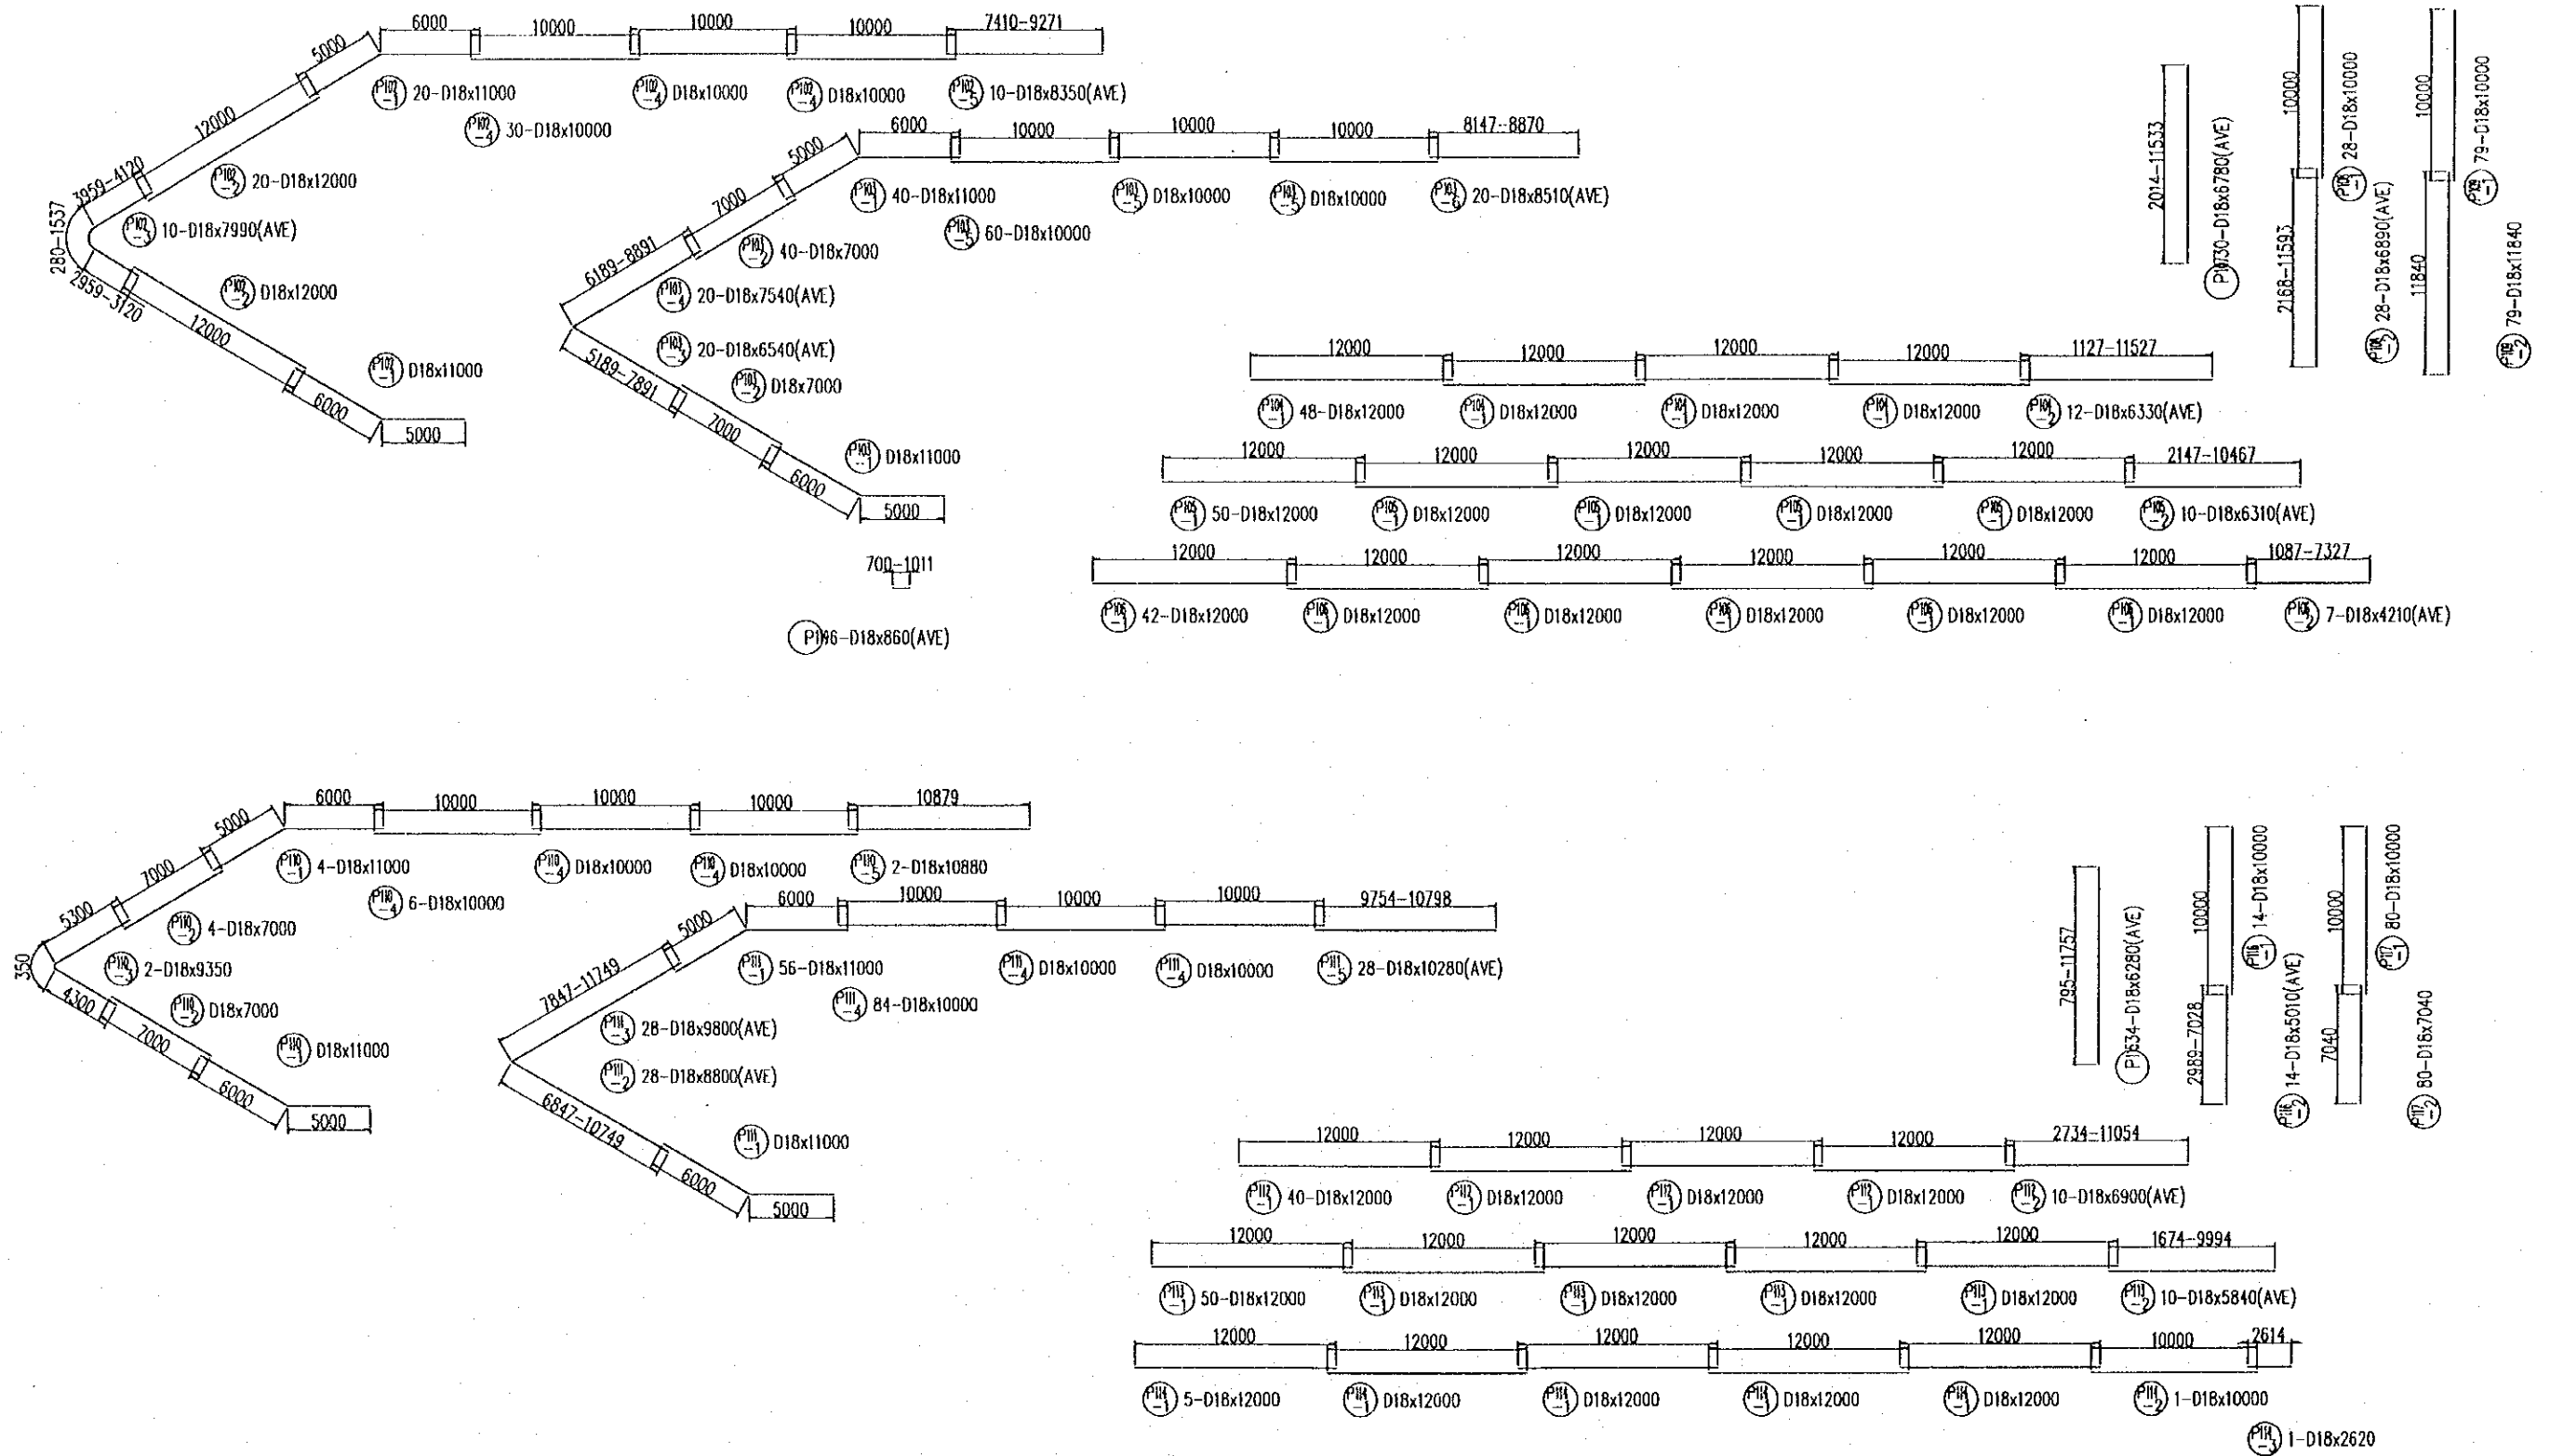 6000 10000 10000 10000 7410-9271
5000
12000
3959-4120
280-1537
2959-3120
12000
6000
5000
P102-1 20-D18x11000
P102-4 30-D18x10000
P102-4 D18x10000
P102-4 D18x10000
P102-5 10-D18x8350(AVE)
P102-2 20-D18x12000
P102-3 10-D18x7990(AVE)
P102-2 D18x12000
P102-1 D18x11000
6000 10000 10000 10000 8147-8870
5000
7000
6189-8891
5189-7891
7000
6000
5000
P103-1 40-D18x11000
P103-5 60-D18x10000
P103-5 D18x10000
P103-5 D18x10000
P103-6 20-D18x8510(AVE)
P103-2 40-D18x7000
P103-4 20-D18x7540(AVE)
P103-3 20-D18x6540(AVE)
P103-2 D18x7000
P103-1 D18x11000
700-1011
6-D18x860(AVE)
2014-11533
P10730-D18x6780(AVE)
10000
2168-11593
P108-1 28-D18x10000
P108-2 28-D18x6890(AVE)
10000
11840
P109-1 79-D18x10000
P109-2 79-D18x11840
12000 12000 12000 12000 1127-11527
P104-1 48-D18x12000
P104-1 D18x12000
P104-1 D18x12000
P104-1 D18x12000
P104-2 12-D18x6330(AVE)
12000 12000 12000 12000 12000 2147-10467
P105-1 50-D18x12000
P105-1 D18x12000
P105-1 D18x12000
P105-1 D18x12000
P105-1 D18x12000
P105-2 10-D18x6310(AVE)
12000 12000 12000 12000 12000 12000 1087-7327
P106-1 42-D18x12000
P106-1 D18x12000
P106-1 D18x12000
P106-1 D18x12000
P106-1 D18x12000
P106-1 D18x12000
P106-2 7-D18x4210(AVE)
6000 10000 10000 10000 10879
5000
7000
5300
350
4300
7000
6000
5000
P110-1 4-D18x11000
P110-4 6-D18x10000
P110-4 D18x10000
P110-4 D18x10000
P110-5 2-D18x10880
P110-2 4-D18x7000
P110-3 2-D18x9350
P110-2 D18x7000
P110-1 D18x11000
6000 10000 10000 10000 9754-10798
5000
7847-11749
6847-10749
6000
5000
P111-1 56-D18x11000
P111-4 84-D18x10000
P111-4 D18x10000
P111-4 D18x10000
P111-5 28-D18x10280(AVE)
P111-3 28-D18x9800(AVE)
P111-2 28-D18x8800(AVE)
P111-1 D18x11000
795-11757
34-D18x6280(AVE)
10000
2989-7028
P116-1 14-D18x10000
P116-2 14-D18x5010(AVE)
10000
7040
P117-1 80-D18x10000
P117-2 80-D16x7040
12000 12000 12000 12000 2734-11054
P112-1 40-D18x12000
P112-1 D18x12000
P112-1 D18x12000
P112-1 D18x12000
P112-2 10-D18x6900(AVE)
12000 12000 12000 12000 12000 1674-9994
P113-1 50-D18x12000
P113-1 D18x12000
P113-1 D18x12000
P113-1 D18x12000
P113-1 D18x12000
P113-2 10-D18x5840(AVE)
12000 12000 12000 12000 12000 10000 2614
P114-1 5-D18x12000
P114-1 D18x12000
P114-1 D18x12000
P114-1 D18x12000
P114-1 D18x12000
P114-2 1-D18x10000
P114-3 1-D18x2620